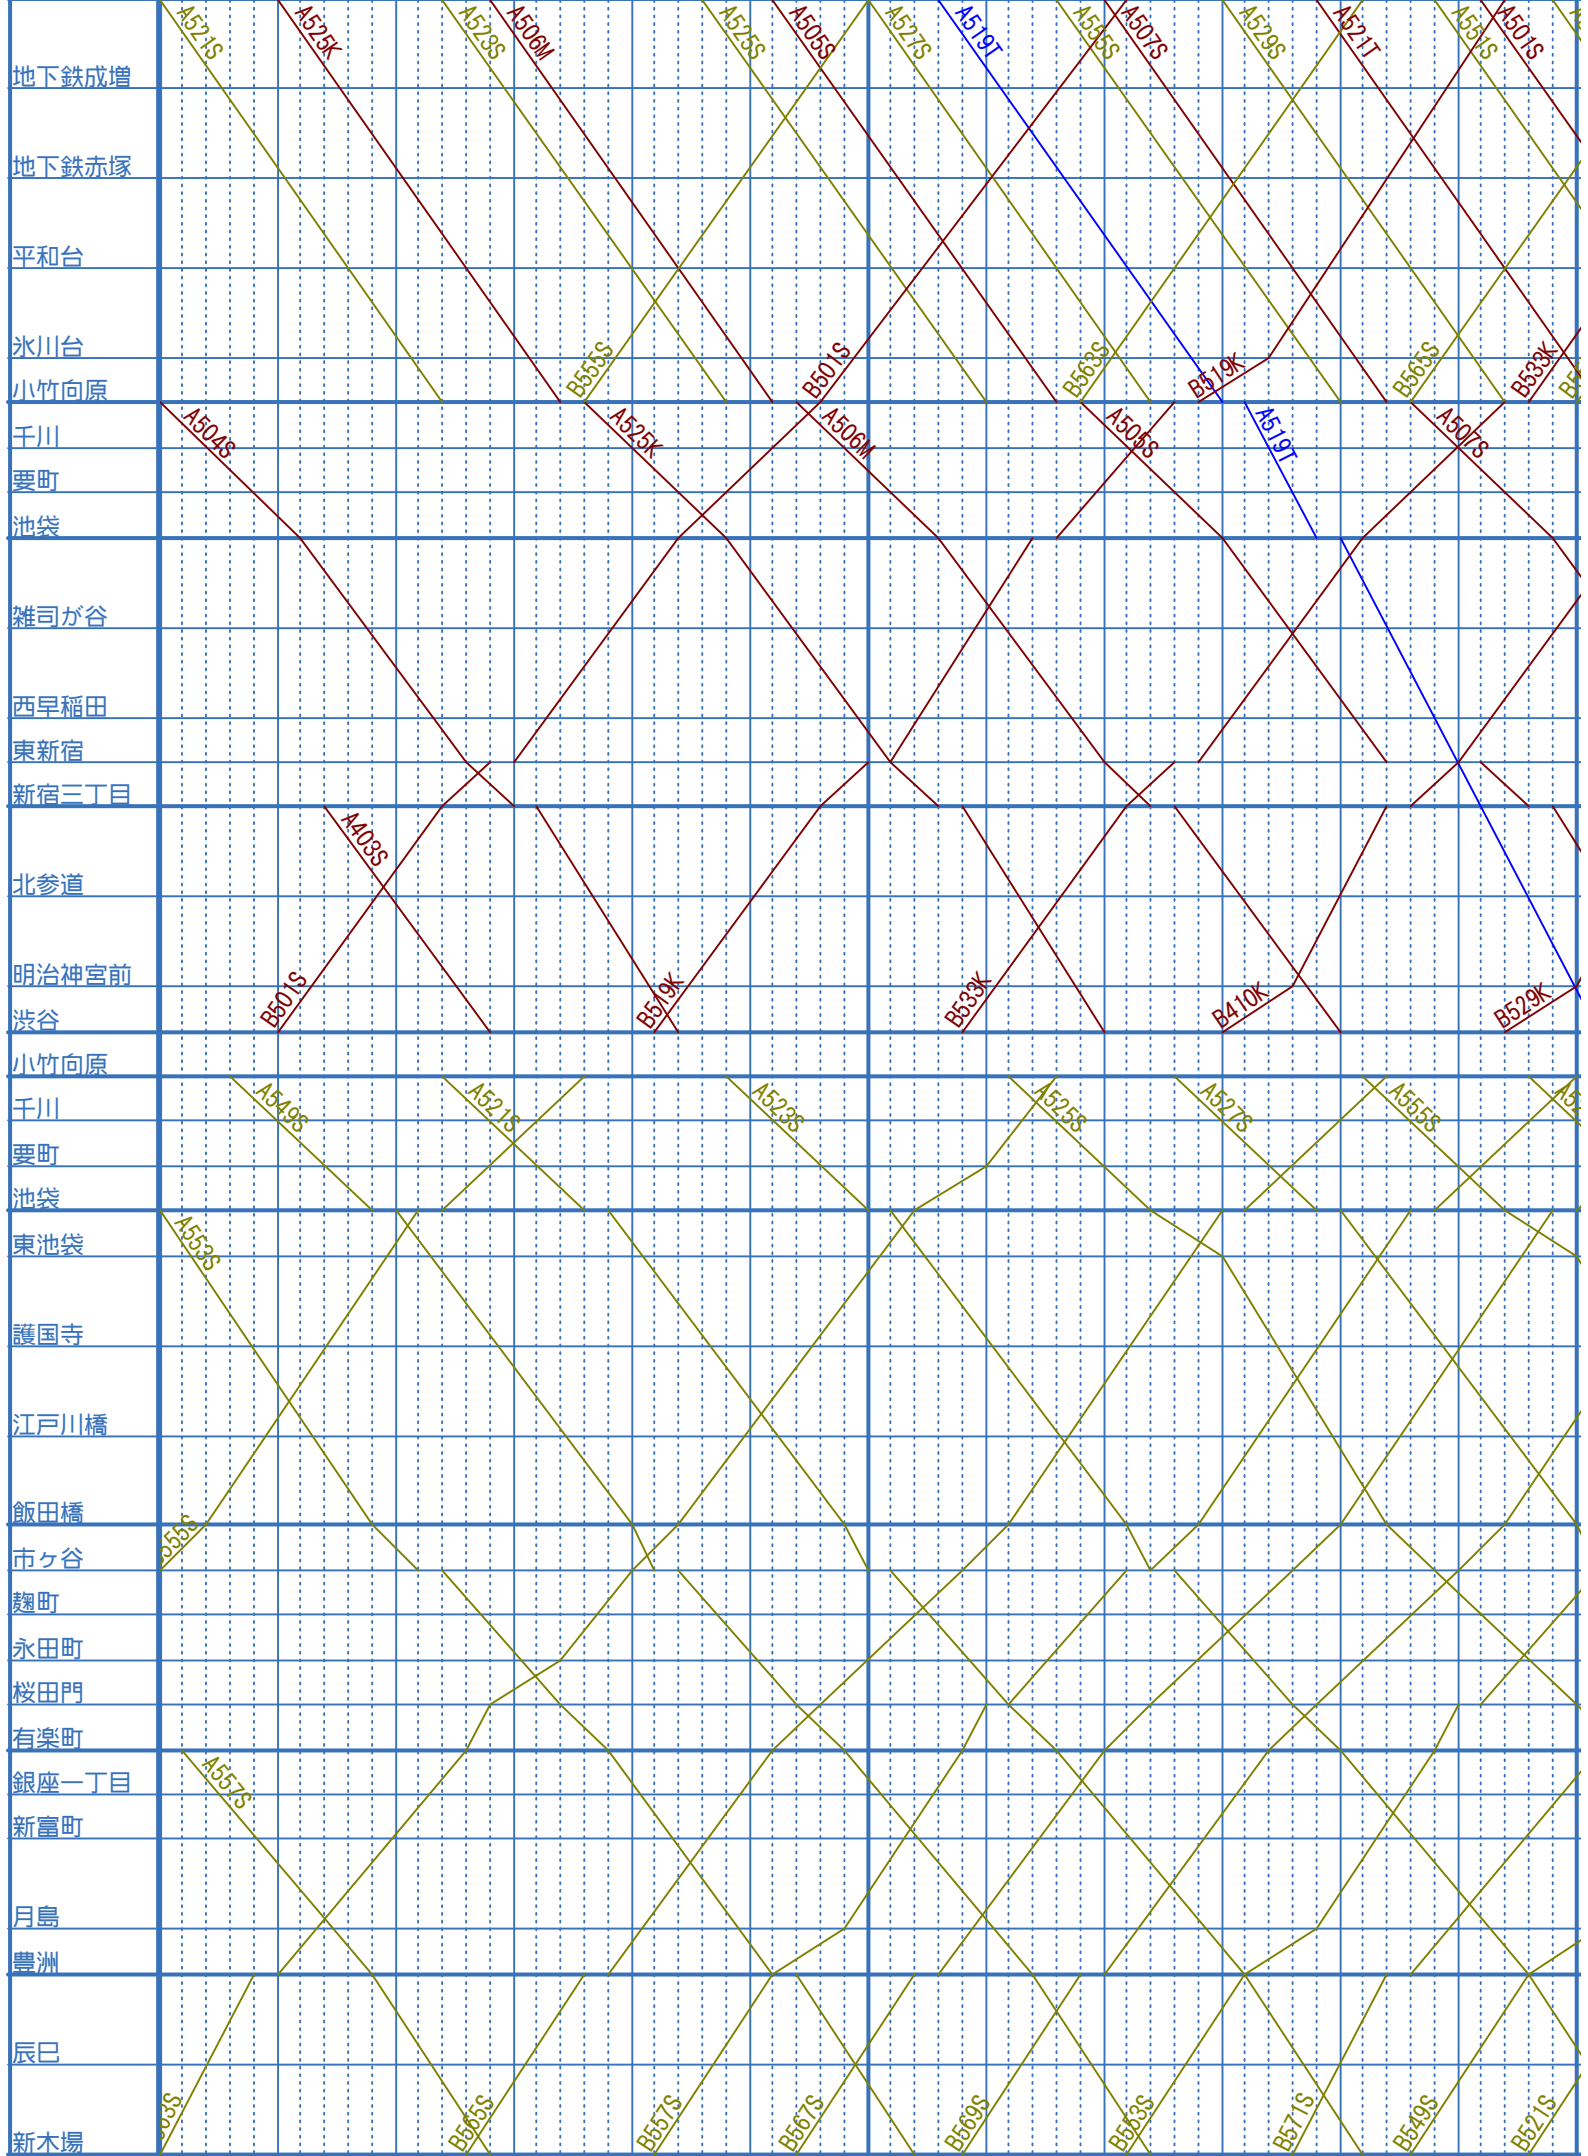 A521S A525K A523S A506M A525S A505S A527S A519T A555S A507S A529S A521T A551S A501S
地下鉄成増
地下鉄赤塚
平和台
氷川台
B555S B501S B563S B519K B565S B533K
小竹向原
A504S A525K A506M A505S A519T A507S
千川
要町
池袋
雑司が谷
西早稲田
東新宿
新宿三丁目
A403S
北参道
明治神宮前
B501S B519K B533K B410K B529K
渋谷
小竹向原
A549S A521S A523S A525S A527S A555S
千川
要町
池袋
A553S
東池袋
護国寺
江戸川橋
飯田橋
市ヶ谷
麹町
永田町
桜田門
有楽町
A557S
銀座一丁目
新富町
月島
豊洲
辰巳
B565S B557S B567S B569S B553S B571S B549S B521S
新木場